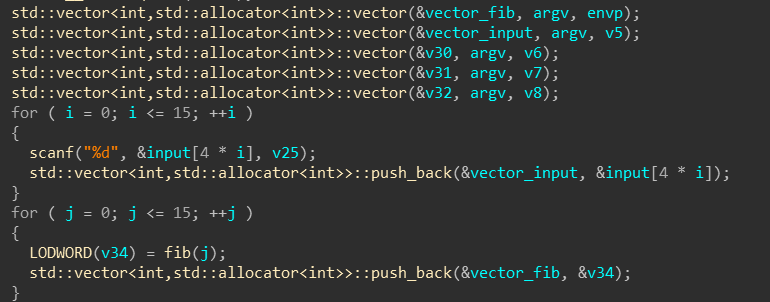 std::vector<int,std::allocator<int>>::vector(&vector_fib, argv, envp);
std::vector<int,std::allocator<int>>::vector(&vector_input, argv, v5);
std::vector<int,std::allocator<int>>::vector(&v30, argv, v6);
std::vector<int,std::allocator<int>>::vector(&v31, argv, v7);
std::vector<int,std::allocator<int>>::vector(&v32, argv, v8);
for ( i = 0; i <= 15; ++i )
{
  scanf("%d", &input[4 * i], v25);
  std::vector<int,std::allocator<int>>::push_back(&vector_input, &input[4 * i]);
}
for ( j = 0; j <= 15; ++j )
{
  LODWORD(v34) = fib(j);
  std::vector<int,std::allocator<int>>::push_back(&vector_fib, &v34);
}